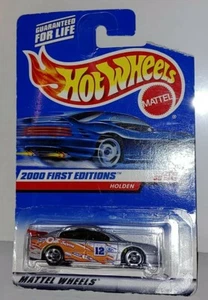 GUARANTEED
FOR LIFE
Hot Wheels
MATTEL
2000 FIRST EDITIONS
HOLDEN
12
MATTEL WHEELS